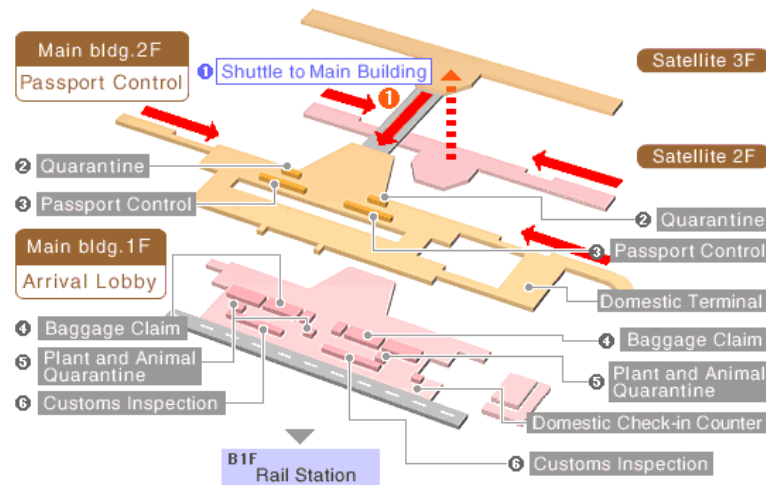 Main bldg.2F
Passport Control
❶ Shuttle to Main Building
Satellite 3F
1
Satellite 2F
❷ Quarantine
❸ Passport Control
❷ Quarantine
❸ Passport Control
Main bldg.1F
Arrival Lobby
Domestic Terminal
❹ Baggage Claim
❹ Baggage Claim
❺ Plant and Animal
Quarantine
❺ Plant and Animal
Quarantine
❻ Customs Inspection
Domestic Check-in Counter
❻ Customs Inspection
B1F
Rail Station